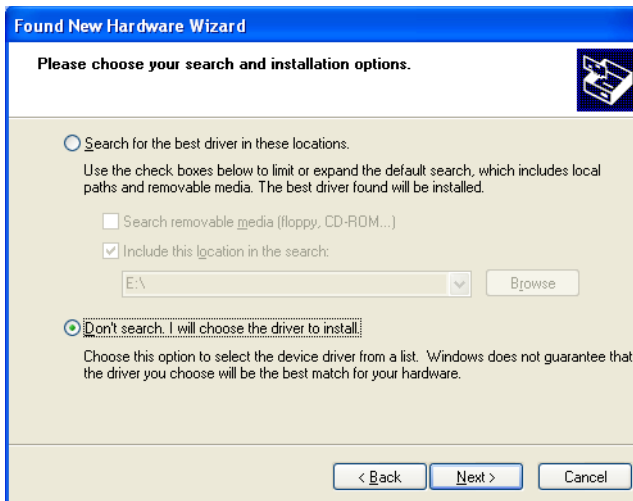 Found New Hardware Wizard
Please choose your search and installation options.
Search for the best driver in these locations.
Use the check boxes below to limit or expand the default search, which includes local
paths and removable media. The best driver found will be installed.
Search removable media (floppy, CD-ROM...)
Include this location in the search:
E:\
Browse
Don't search. I will choose the driver to install.
Choose this option to select the device driver from a list. Windows does not guarantee that
the driver you choose will be the best match for your hardware.
< Back Next > Cancel